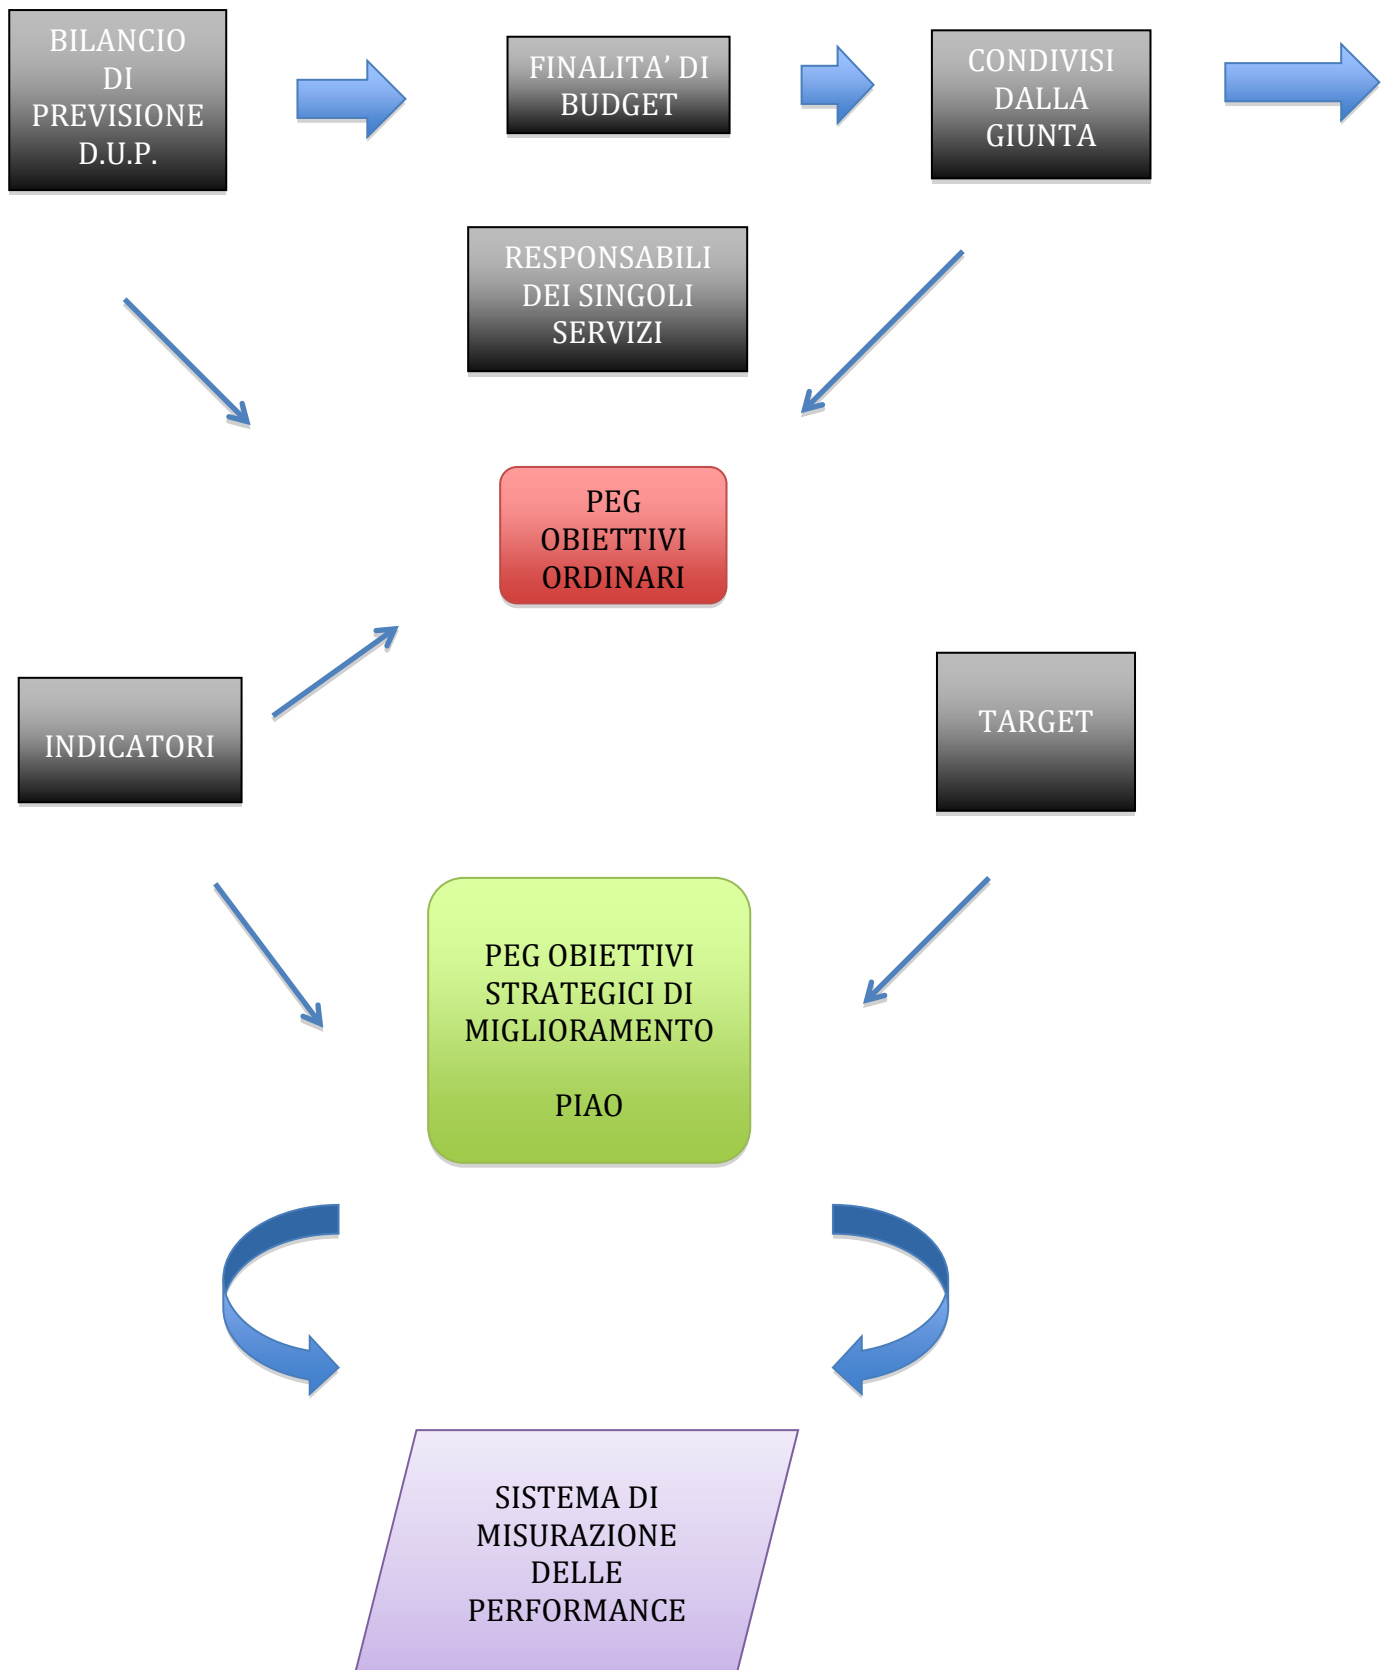 BILANCIO
DI
PREVISIONE
D.U.P.
FINALITA’ DI
BUDGET
CONDIVISI
DALLA
GIUNTA
RESPONSABILI
DEI SINGOLI
SERVIZI
PEG
OBIETTIVI
ORDINARI
INDICATORI
TARGET
PEG OBIETTIVI
STRATEGICI DI
MIGLIORAMENTO
PIAO
SISTEMA DI
MISURAZIONE
DELLE
PERFORMANCE